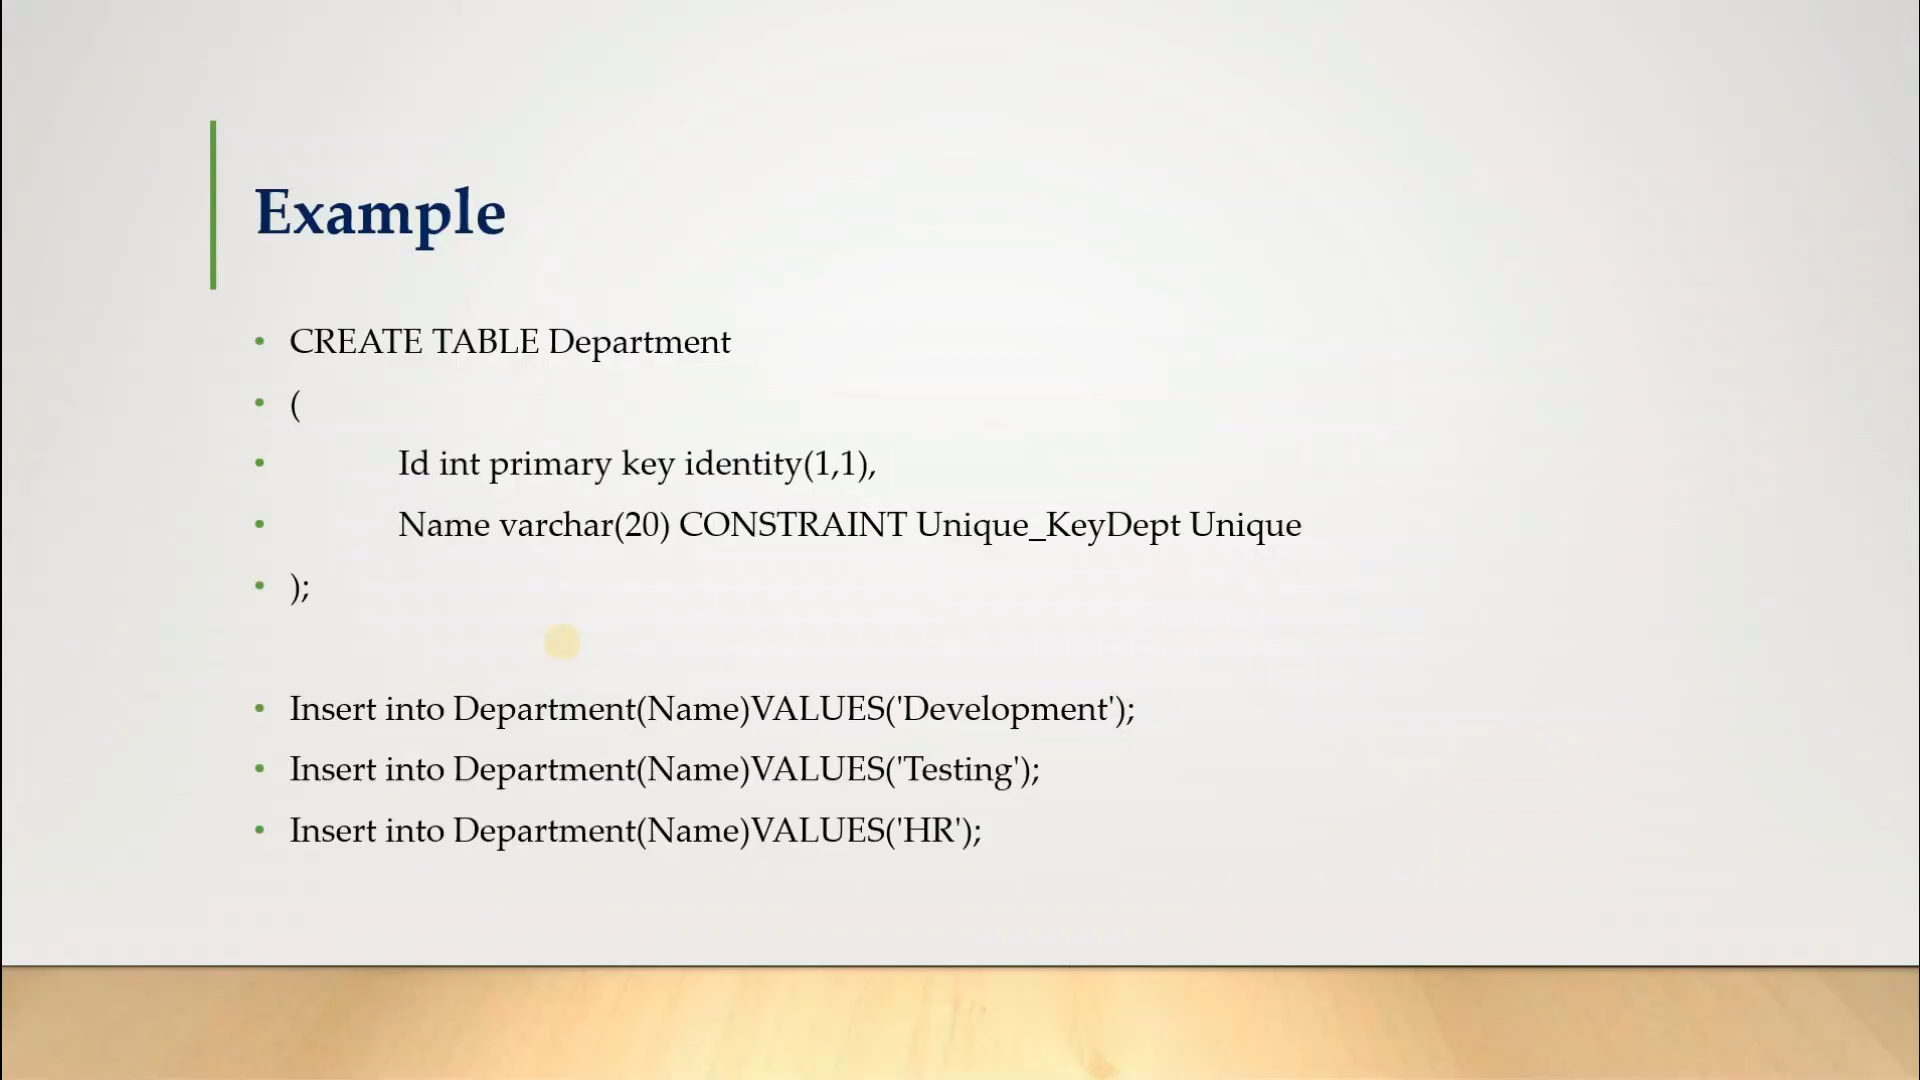 Example
• CREATE TABLE Department
• (
• Id int primary key identity(1,1),
• Name varchar(20) CONSTRAINT Unique_KeyDept Unique
• );
• Insert into Department(Name)VALUES('Development');
• Insert into Department(Name)VALUES('Testing');
• Insert into Department(Name)VALUES('HR');